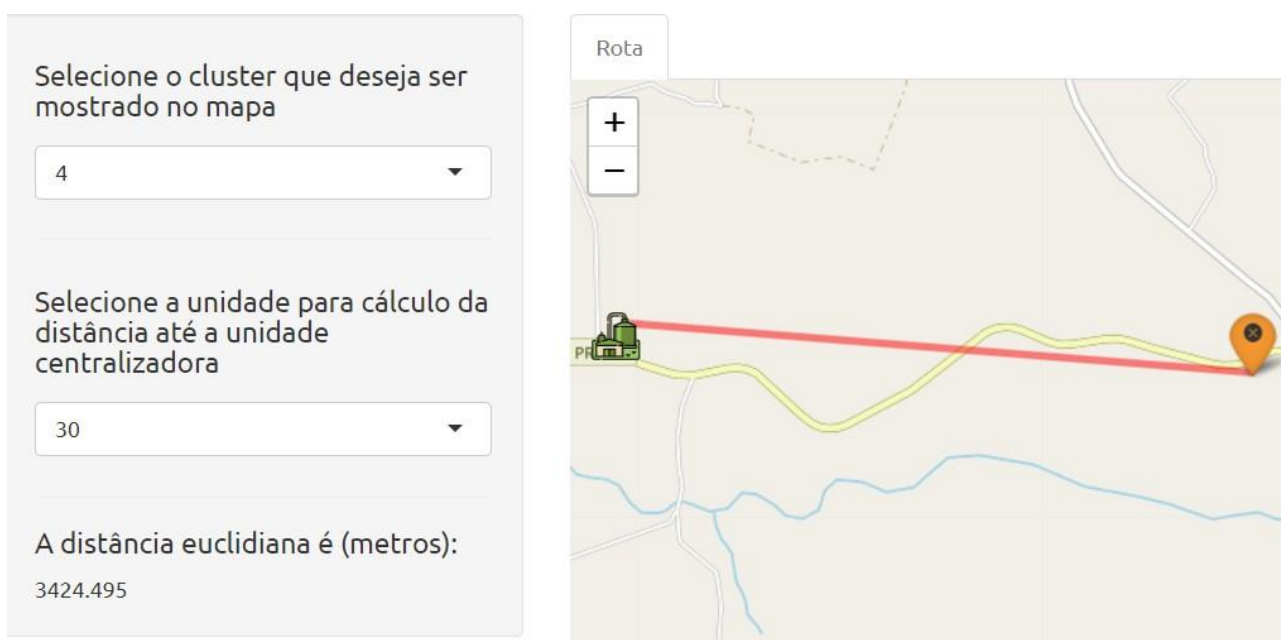 Selecione o cluster que deseja ser
mostrado no mapa
4
Selecione a unidade para cálculo da
distância até a unidade
centralizadora
30
A distância euclidiana é (metros):
3424.495
Rota
+
−
PR